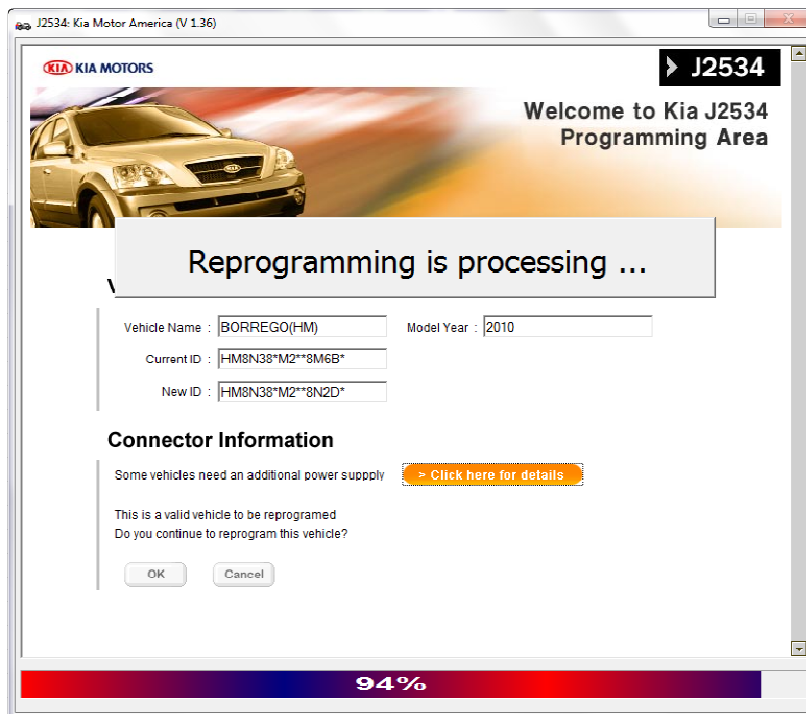 J2534: Kia Motor America (V 1.36)
KIA KIA MOTORS
J2534
Welcome to Kia J2534
Programming Area
KIA
Reprogramming is processing ...
Vehicle Name : BORREGO(HM) Model Year : 2010
Current ID : HM8N38*M2**8M6B*
New ID : HM8N38*M2**8N2D*
Connector Information
Some vehicles need an additional power suppply > Click here for details
This is a valid vehicle to be reprogramed
Do you continue to reprogram this vehicle?
OK Cancel
94%